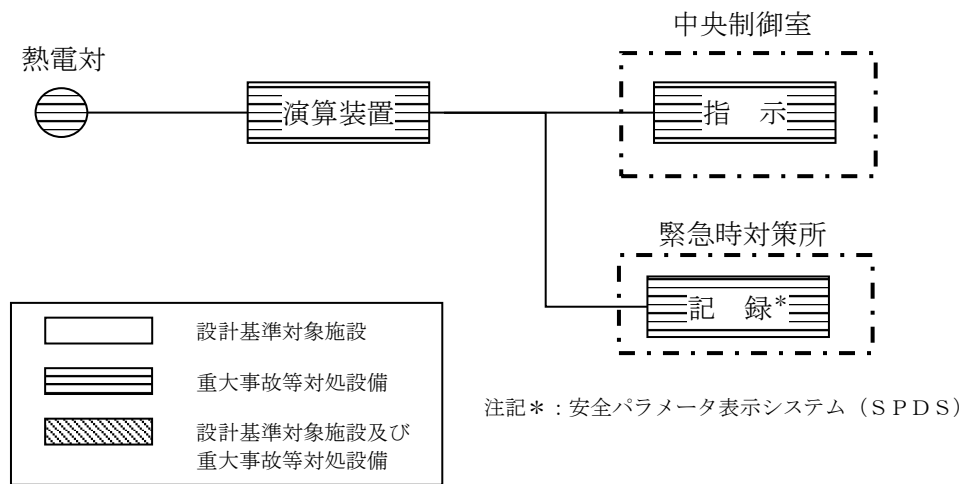 中央制御室
熱電対
演算装置
指　示
緊急時対策所
記　録*
設計基準対象施設
重大事故等対処設備
設計基準対象施設及び
重大事故等対処設備
注記＊：安全パラメータ表示システム（ＳＰＤＳ）